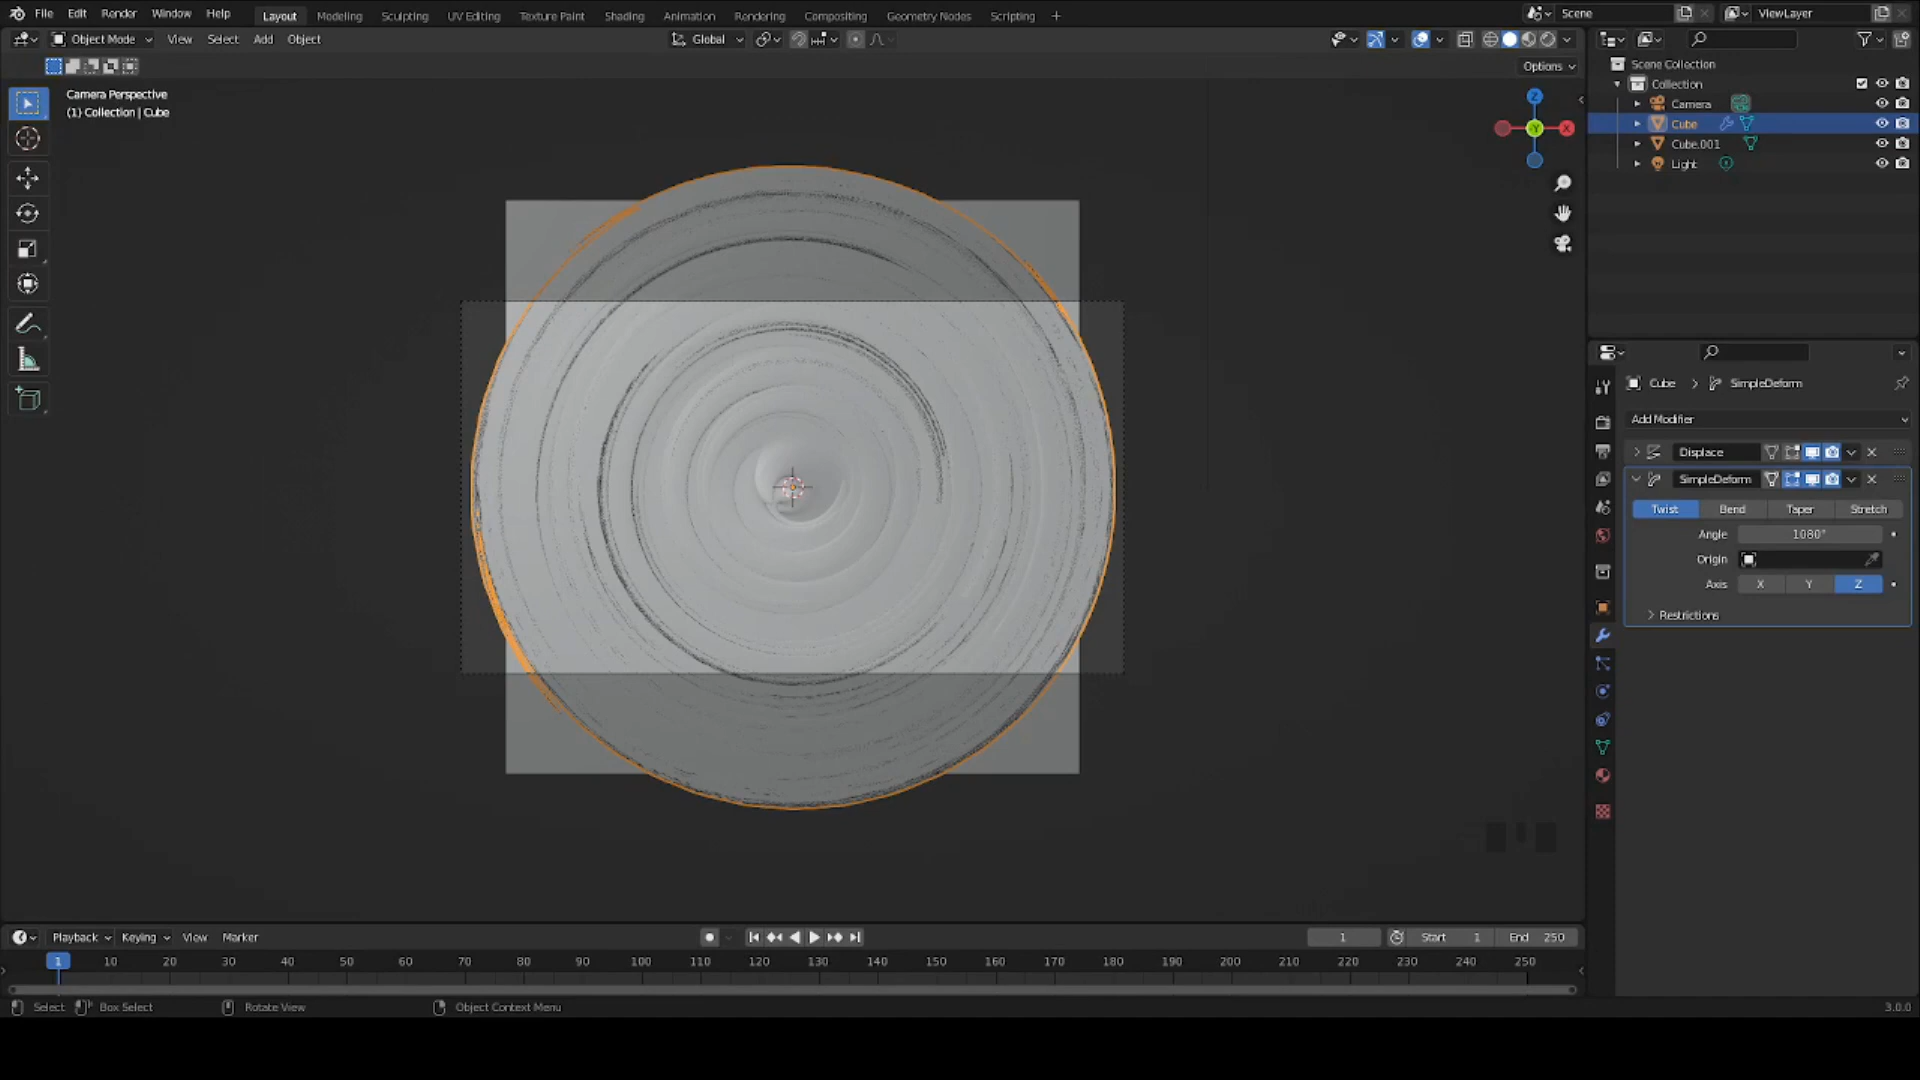 File Edit Render Window Help Layout Modeling Sculpting UV Editing Texture Paint Shading Animation Rendering Compositing Geometry Nodes Scripting + Scene ViewLayer
Object Mode View Select Add Object Global
Options
Camera Perspective
(1) Collection | Cube
Z
Y
X
Scene Collection
Collection
Camera
Cube
Cube.001
Light
Cube > SimpleDeform
Add Modifier
Displace
SimpleDeform
Twist Bend Taper Stretch
Angle 1080°
Origin
Axis X Y Z
Restrictions
Playback Keying View Marker 1 Start 1 End 250
1 10 20 30 40 50 60 70 80 90 100 110 120 130 140 150 160 170 180 190 200 210 220 230 240 250
Select Box Select Rotate View Object Context Menu 3.0.0